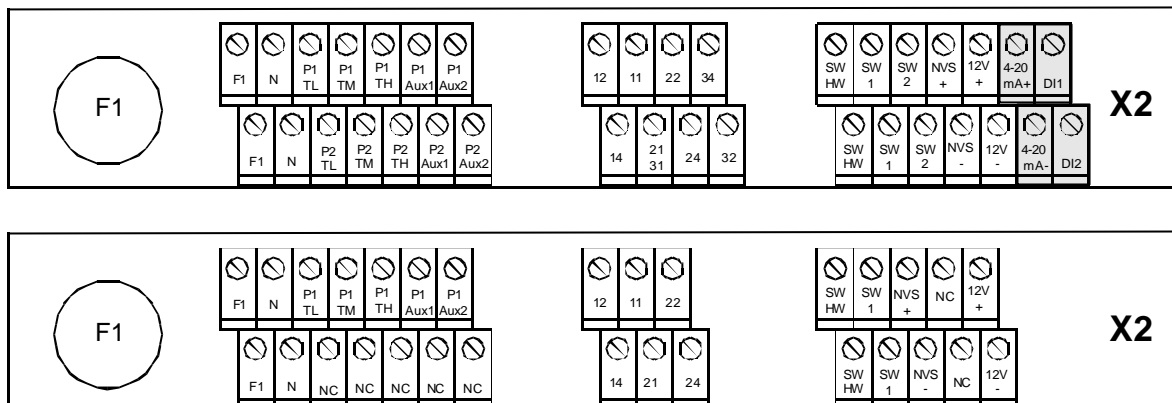 F1
F1 N P1 TL P1 TM P1 TH P1 Aux1 P1 Aux2
F1 N P2 TL P2 TM P2 TH P2 Aux1 P2 Aux2
12 11 22 34
14 21 31 24 32
SW HW SW 1 SW 2 NVS + 12V + 4-20 mA+ DI1
SW HW SW 1 SW 2 NVS - 12V - 4-20 mA- DI2
X2
F1
F1 N P1 TL P1 TM P1 TH P1 Aux1 P1 Aux2
F1 N NC NC NC NC NC
12 11 22
14 21 24
SW HW SW 1 NVS + NC 12V +
SW HW SW 1 NVS - NC 12V -
X2